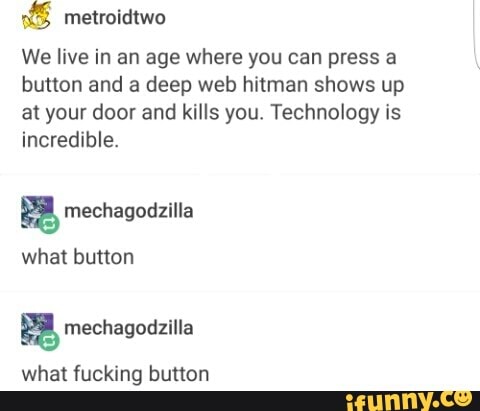 metroidtwo
We live in an age where you can press a
button and a deep web hitman shows up
at your door and kills you. Technology is
incredible.
mechagodzilla
what button
mechagodzilla
what fucking button
ifunny.co